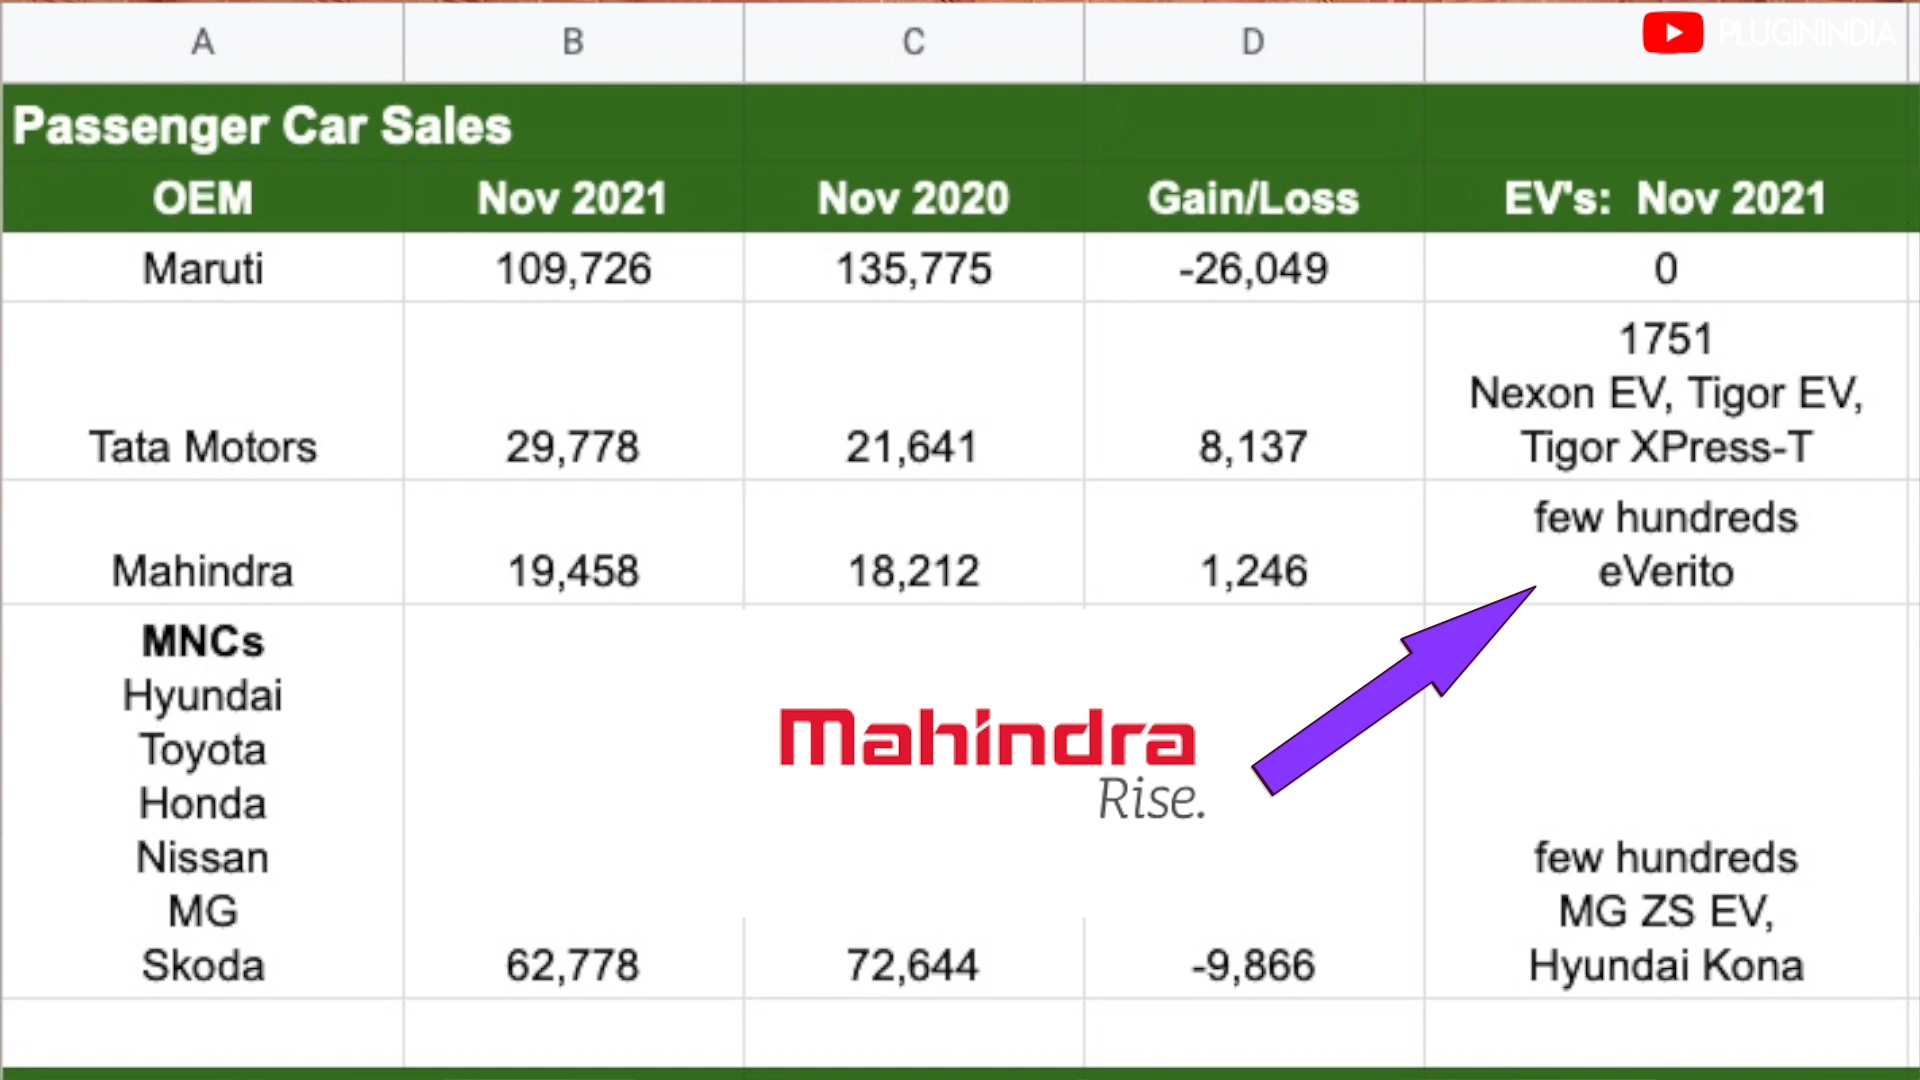 A B C D
PLUGININDIA
Passenger Car Sales
OEM Nov 2021 Nov 2020 Gain/Loss EV's: Nov 2021
Maruti 109,726 135,775 -26,049 0
1751
Nexon EV, Tigor EV,
Tata Motors 29,778 21,641 8,137 Tigor XPress-T
few hundreds
Mahindra 19,458 18,212 1,246 eVerito
MNCs
Hyundai
Toyota
Honda
Nissan few hundreds
MG MG ZS EV,
Skoda 62,778 72,644 -9,866 Hyundai Kona
Mahindra
Rise.